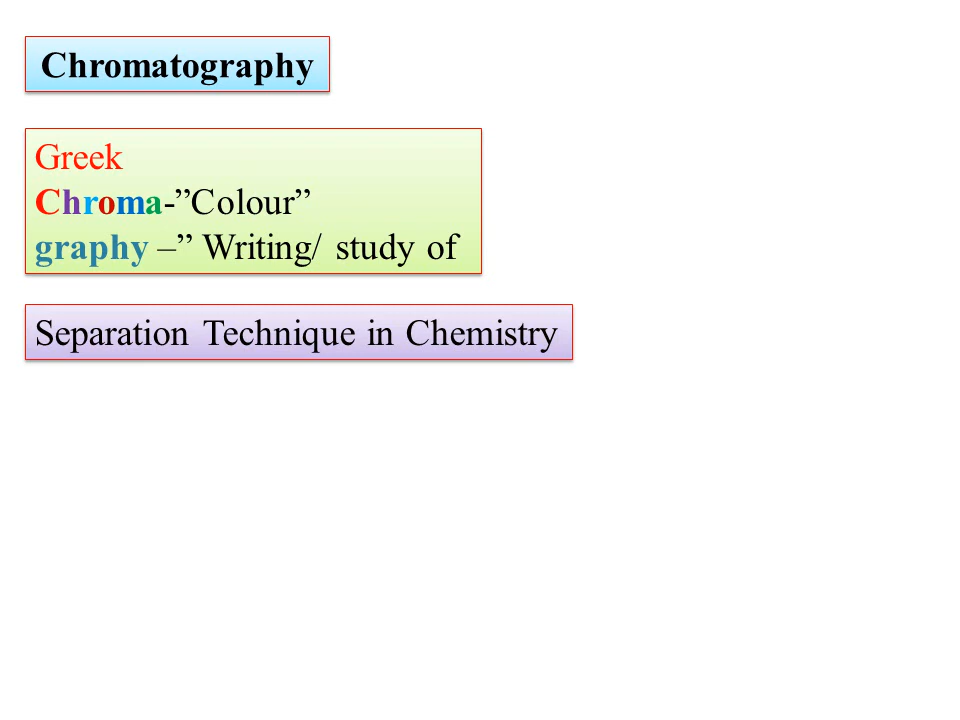 Chromatography
Greek
Chroma-”Colour”
graphy –” Writing/ study of
Separation Technique in Chemistry